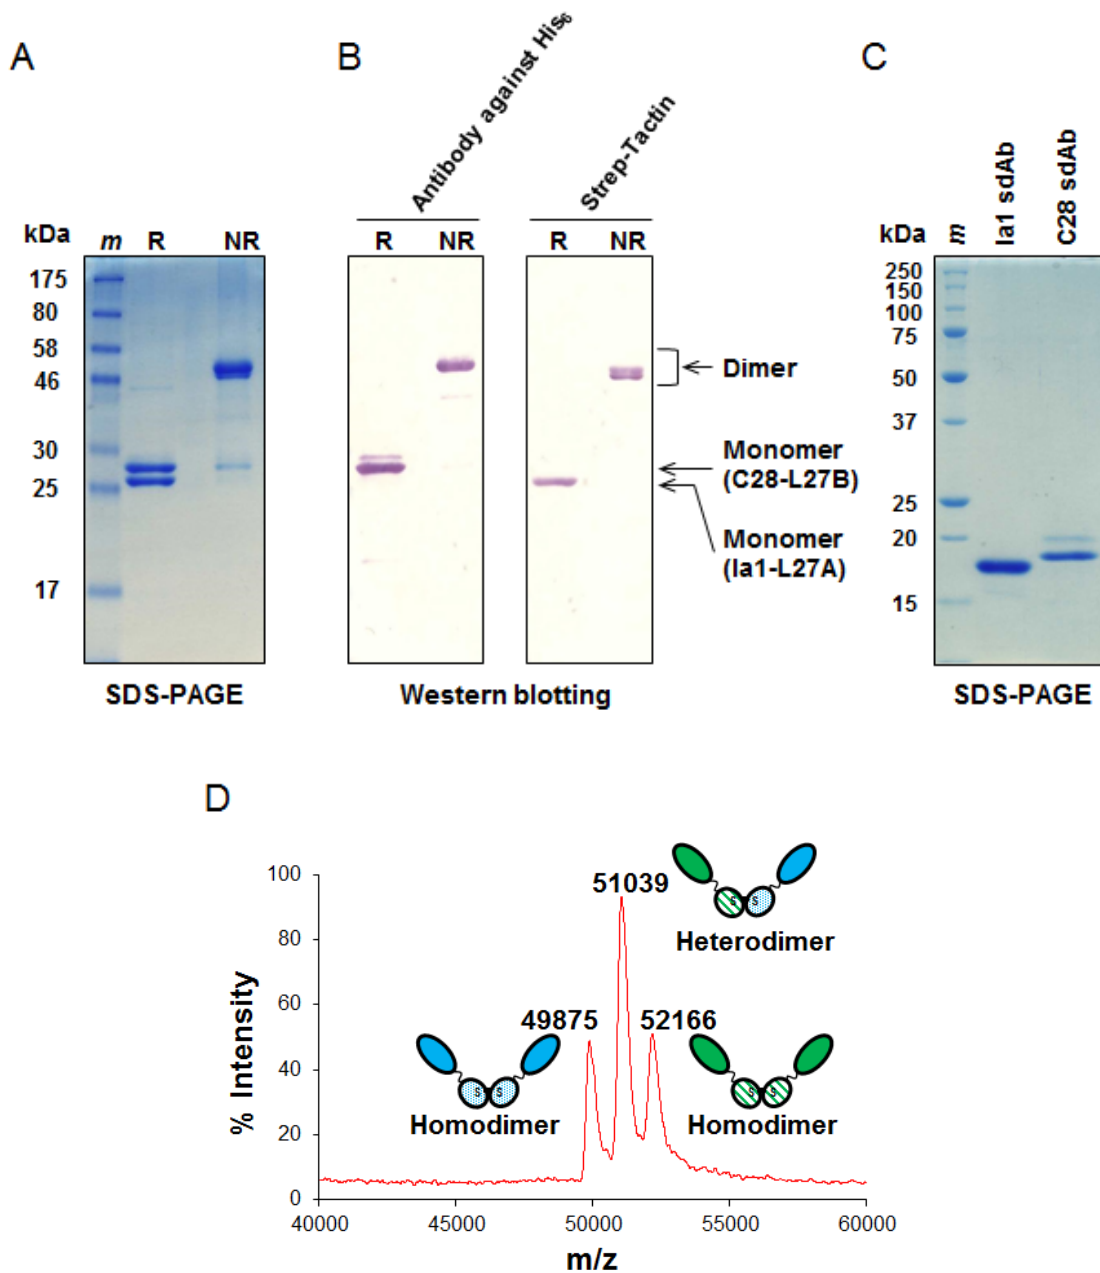 A
kDa
m
R
NR
175
80
58
46
30
25
17
SDS-PAGE
B
Antibody against His6
Strep-Tactin
R
NR
R
NR
Dimer
Monomer
(C28-L27B)
Monomer
(Ia1-L27A)
Western blotting
C
kDa
m
Ia1 sdAb
C28 sdAb
250
150
100
75
50
37
25
20
15
SDS-PAGE
D
% Intensity
100
80
60
40
20
0
51039
S S
Heterodimer
49875
S S
Homodimer
52166
S S
Homodimer
40000
45000
50000
55000
60000
m/z